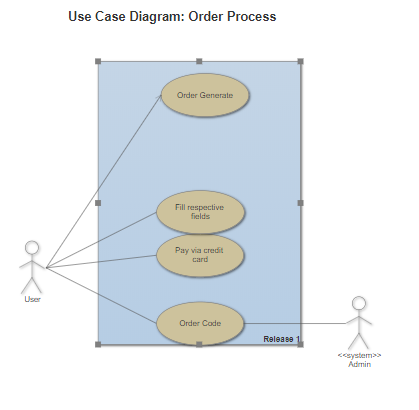 Use Case Diagram: Order Process
Order Generate
Fill respective
fields
Pay via credit
card
User
Order Code
Release 1
<<system>>
Admin